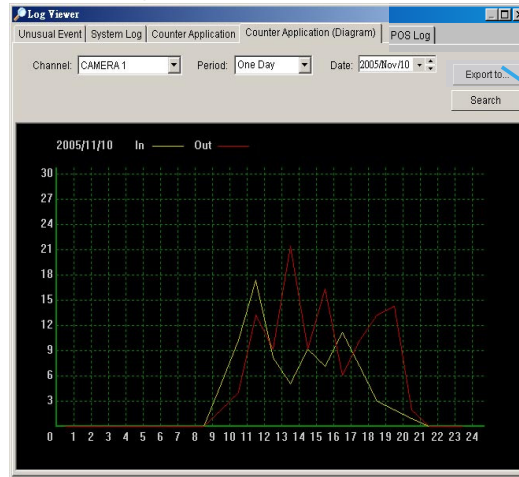 Log Viewer
Unusual Event System Log Counter Application Counter Application (Diagram) POS Log
Channel: CAMERA 1 Period: One Day Date: 2005/Nov/10
Export to...
Search
2005/11/10 In Out
30
27
24
21
18
15
12
9
6
3
0 1 2 3 4 5 6 7 8 9 10 11 12 13 14 15 16 17 18 19 20 21 22 23 24